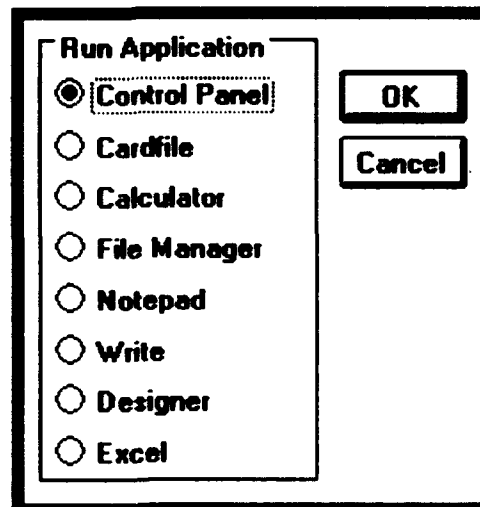 Run Application
Control Panel
Cardfile
Calculator
File Manager
Notepad
Write
Designer
Excel
OK
Cancel